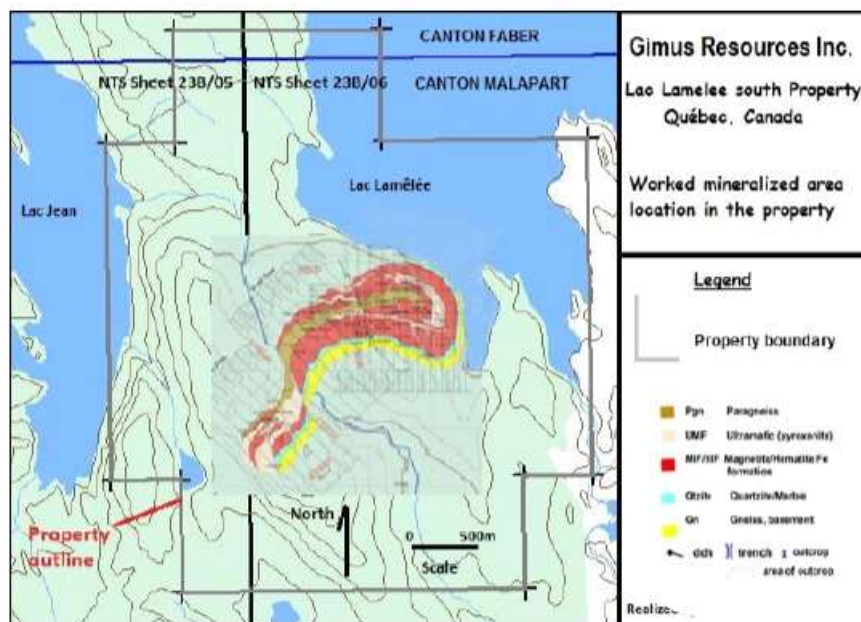 CANTON FABER
NTS Sheet 23B/05
NTS Sheet 23B/06
CANTON MALAPART
Lac Jean
Lac Lamêlée
North
0 500m
Scale
Property
outline
Gimus Resources Inc.
Lac Lamelee south Property
Québec, Canada
Worked mineralized area
location in the property
Legend
Property boundary
Pgn Paragneiss
UMF Ultramafic (pyroxenite)
Magnetite/Hematite Fe
formation
Quartzite/Marble
Gn Gneiss, basement
ddh trench outcrop
area of outcrop